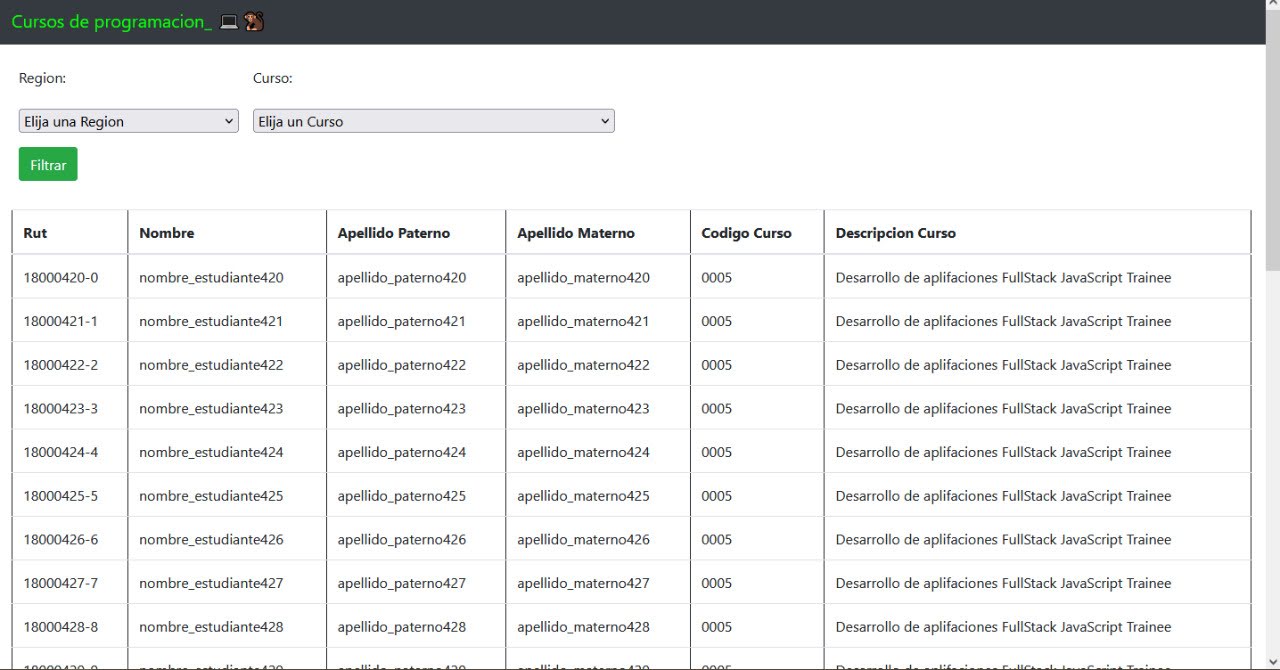 Cursos de programacion_
Region: Curso:
Elija una Region Elija un Curso
Filtrar
Rut Nombre Apellido Paterno Apellido Materno Codigo Curso Descripcion Curso
18000420-0 nombre_estudiante420 apellido_paterno420 apellido_materno420 0005 Desarrollo de aplifaciones FullStack JavaScript Trainee
18000421-1 nombre_estudiante421 apellido_paterno421 apellido_materno421 0005 Desarrollo de aplifaciones FullStack JavaScript Trainee
18000422-2 nombre_estudiante422 apellido_paterno422 apellido_materno422 0005 Desarrollo de aplifaciones FullStack JavaScript Trainee
18000423-3 nombre_estudiante423 apellido_paterno423 apellido_materno423 0005 Desarrollo de aplifaciones FullStack JavaScript Trainee
18000424-4 nombre_estudiante424 apellido_paterno424 apellido_materno424 0005 Desarrollo de aplifaciones FullStack JavaScript Trainee
18000425-5 nombre_estudiante425 apellido_paterno425 apellido_materno425 0005 Desarrollo de aplifaciones FullStack JavaScript Trainee
18000426-6 nombre_estudiante426 apellido_paterno426 apellido_materno426 0005 Desarrollo de aplifaciones FullStack JavaScript Trainee
18000427-7 nombre_estudiante427 apellido_paterno427 apellido_materno427 0005 Desarrollo de aplifaciones FullStack JavaScript Trainee
18000428-8 nombre_estudiante428 apellido_paterno428 apellido_materno428 0005 Desarrollo de aplifaciones FullStack JavaScript Trainee